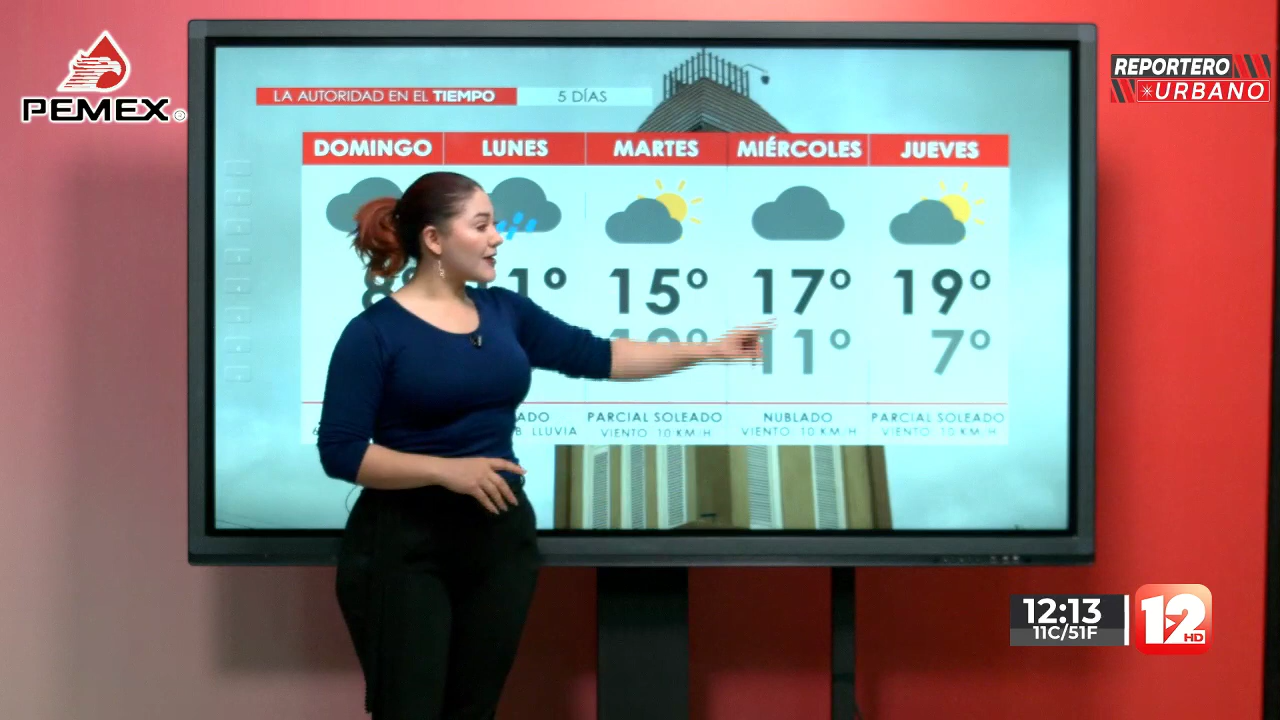 PEMEX
REPORTERO
URBANO
LA AUTORIDAD EN EL TIEMPO
5 DÍAS
DOMINGO LUNES MARTES MIÉRCOLES JUEVES
15° 17° 19°
11° 7°
PARCIAL SOLEADO NUBLADO PARCIAL SOLEADO
LLUVIA VIENTO: 10 KM/H VIENTO: 10 KM/H VIENTO: 10 KM/H
12:13
11C/51F
12
HD